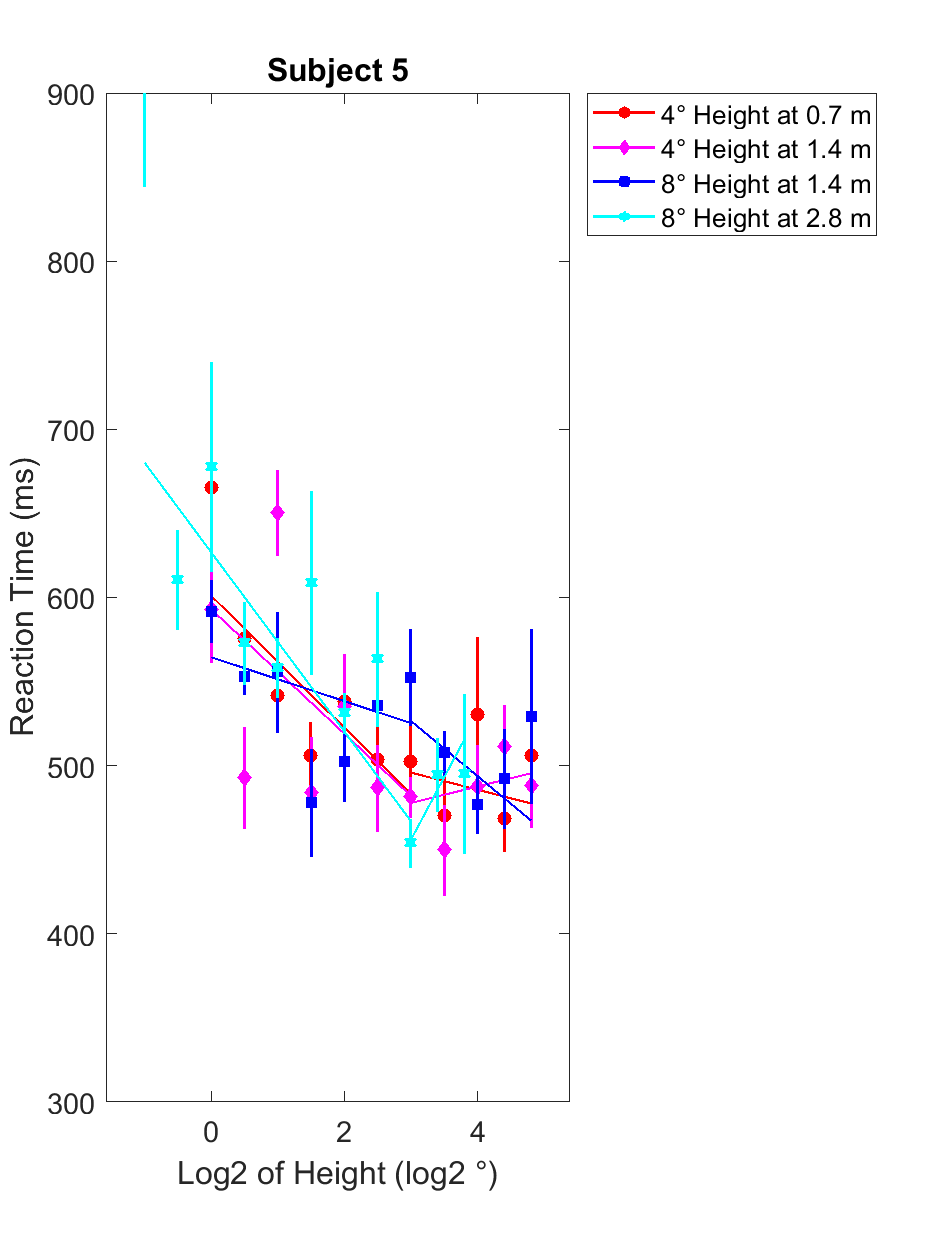 Subject 5
900
800
700
600
500
400
300
0 2 4
Reaction Time (ms)
Log2 of Height (log2 °)
4° Height at 0.7 m
4° Height at 1.4 m
8° Height at 1.4 m
8° Height at 2.8 m